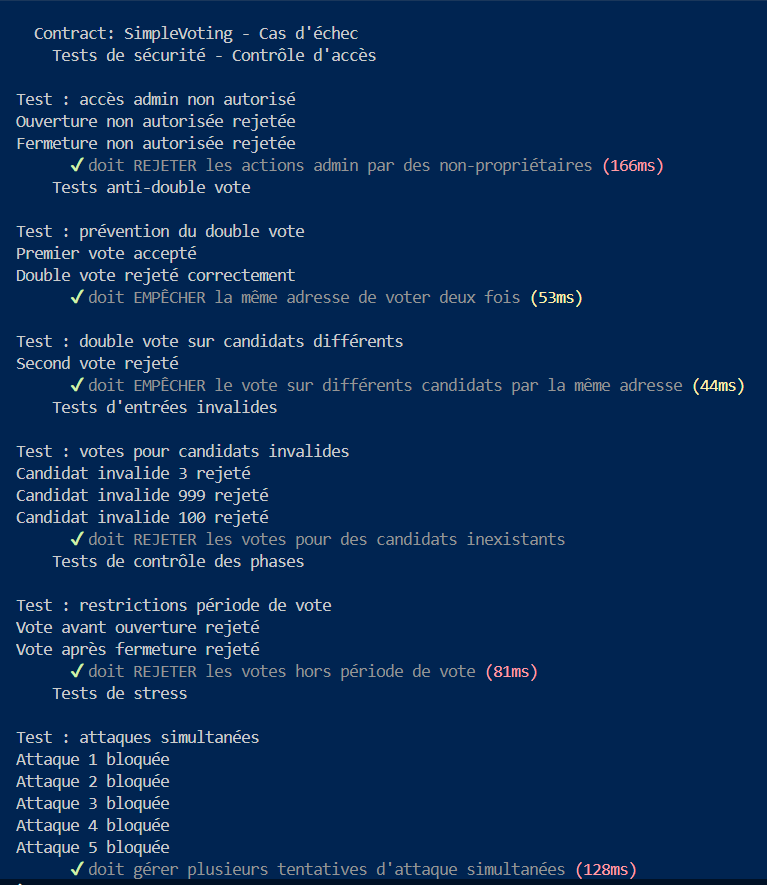 Contract: SimpleVoting - Cas d'échec
Tests de sécurité - Contrôle d'accès
Test : accès admin non autorisé
Ouverture non autorisée rejetée
Fermeture non autorisée rejetée
✓ doit REJETER les actions admin par des non-propriétaires (166ms)
Tests anti-double vote
Test : prévention du double vote
Premier vote accepté
Double vote rejeté correctement
✓ doit EMPÊCHER la même adresse de voter deux fois (53ms)
Test : double vote sur candidats différents
Second vote rejeté
✓ doit EMPÊCHER le vote sur différents candidats par la même adresse (44ms)
Tests d'entrées invalides
Test : votes pour candidats invalides
Candidat invalide 3 rejeté
Candidat invalide 999 rejeté
Candidat invalide 100 rejeté
✓ doit REJETER les votes pour des candidats inexistants
Tests de contrôle des phases
Test : restrictions période de vote
Vote avant ouverture rejeté
Vote après fermeture rejeté
✓ doit REJETER les votes hors période de vote (81ms)
Tests de stress
Test : attaques simultanées
Attaque 1 bloquée
Attaque 2 bloquée
Attaque 3 bloquée
Attaque 4 bloquée
Attaque 5 bloquée
✓ doit gérer plusieurs tentatives d'attaque simultanées (128ms)